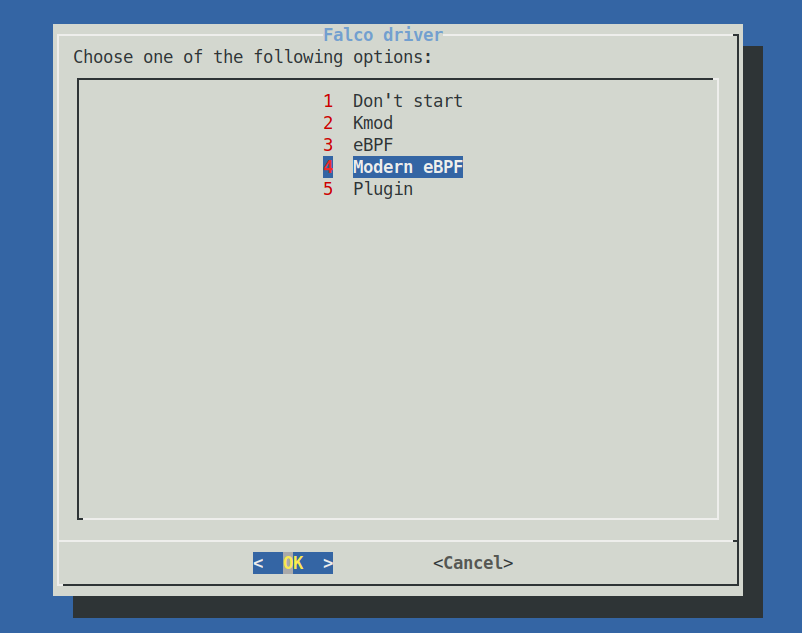 Falco driver
Choose one of the following options:
1 Don't start
2 Kmod
3 eBPF
4 Modern eBPF
5 Plugin
< OK > <Cancel>